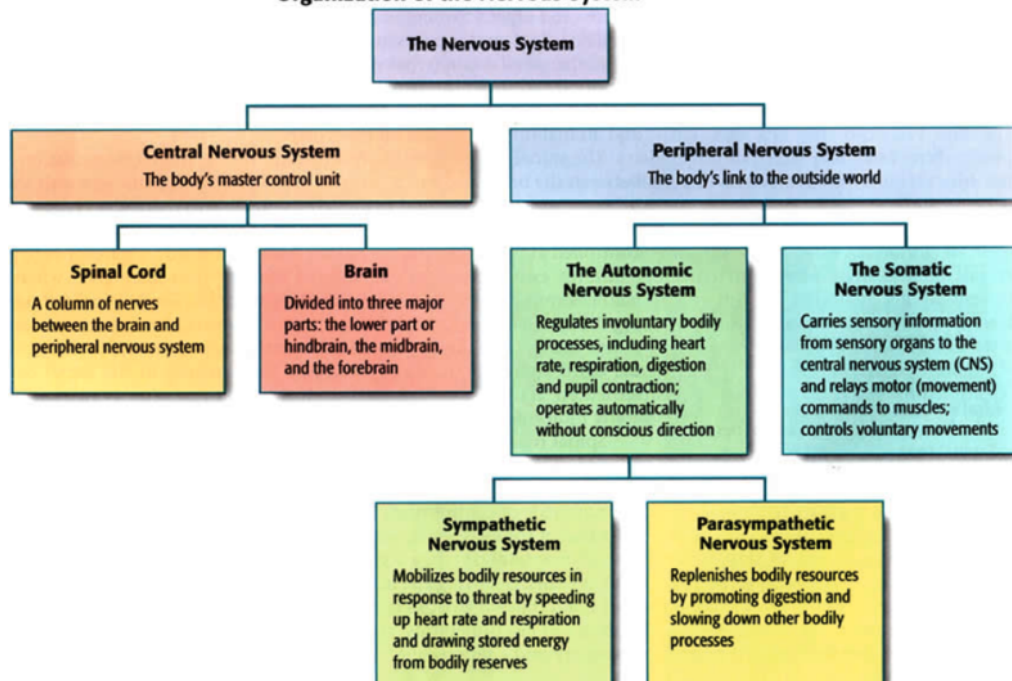 The Nervous System
Central Nervous System
The body's master control unit
Peripheral Nervous System
The body's link to the outside world
Spinal Cord
A column of nerves
between the brain and
peripheral nervous system
Brain
Divided into three major
parts: the lower part or
hindbrain, the midbrain,
and the forebrain
The Autonomic
Nervous System
Regulates involuntary bodily
processes, including heart
rate, respiration, digestion
and pupil contraction;
operates automatically
without conscious direction
The Somatic
Nervous System
Carries sensory information
from sensory organs to the
central nervous system (CNS)
and relays motor (movement)
commands to muscles;
controls voluntary movements
Sympathetic
Nervous System
Mobilizes bodily resources in
response to threat by speeding
up heart rate and respiration
and drawing stored energy
from bodily reserves
Parasympathetic
Nervous System
Replenishes bodily resources
by promoting digestion and
slowing down other bodily
processes